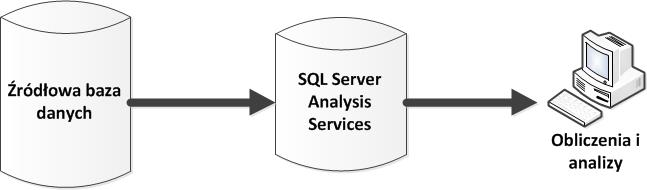 Źródłowa baza
danych
SQL Server
Analysis
Services
Obliczenia i
analizy